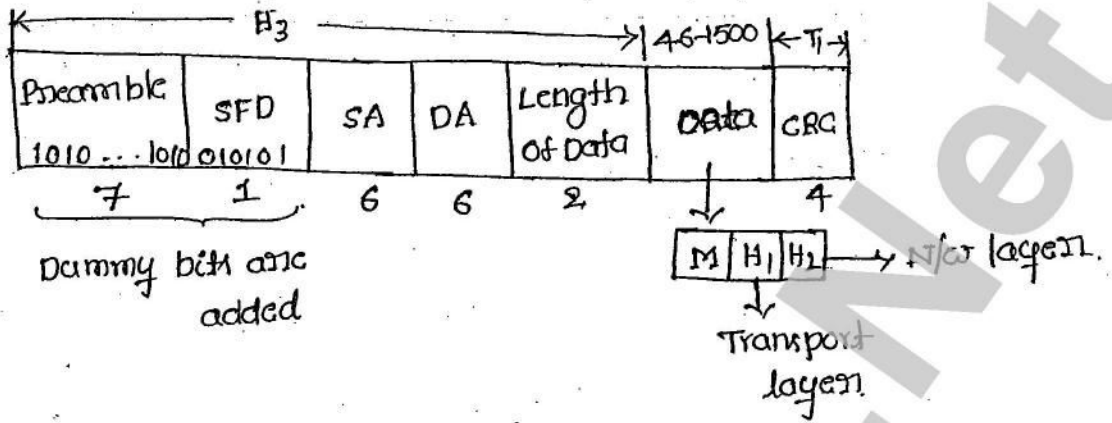 H3 46-1500 T1
Preamble SFD SA DA Length Of Data Data CRC
1010 ... 1010 010101
7 1 6 6 2 4
Dummy bits are added
M H1 H2 N/w layer.
Transport layer.
Net